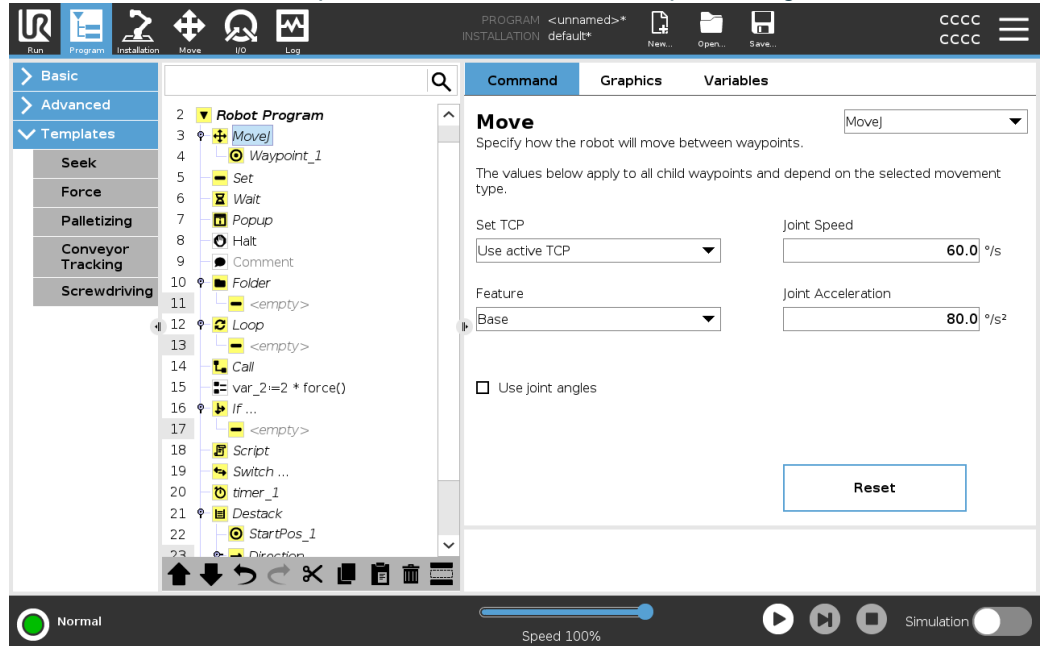 PROGRAM <unnamed>*
INSTALLATION default*
cccc
cccc
Run Program Installation Move I/O Log New... Open... Save...
Basic
Advanced
Templates
Seek
Force
Palletizing
Conveyor
Tracking
Screwdriving
2 Robot Program
3 MoveJ
4 Waypoint_1
5 Set
6 Wait
7 Popup
8 Halt
9 Comment
10 Folder
11 <empty>
12 Loop
13 <empty>
14 Call
15 var_2:=2 * force()
16 If ...
17 <empty>
18 Script
19 Switch ...
20 timer_1
21 Destack
22 StartPos_1
23 Direction
Command Graphics Variables
Move
MoveJ
Specify how the robot will move between waypoints.
The values below apply to all child waypoints and depend on the selected movement
type.
Set TCP Joint Speed
Use active TCP 60.0 °/s
Feature Joint Acceleration
Base 80.0 °/s²
Use joint angles
Reset
Normal
Speed 100%
Simulation